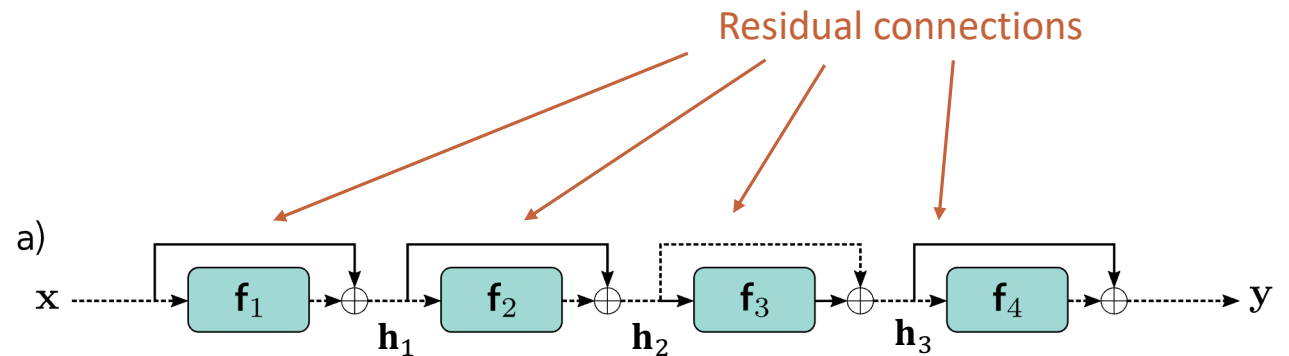 Residual connections
a)
x f₁ f₂ f₃ f₄ y
h₁ h₂ h₃